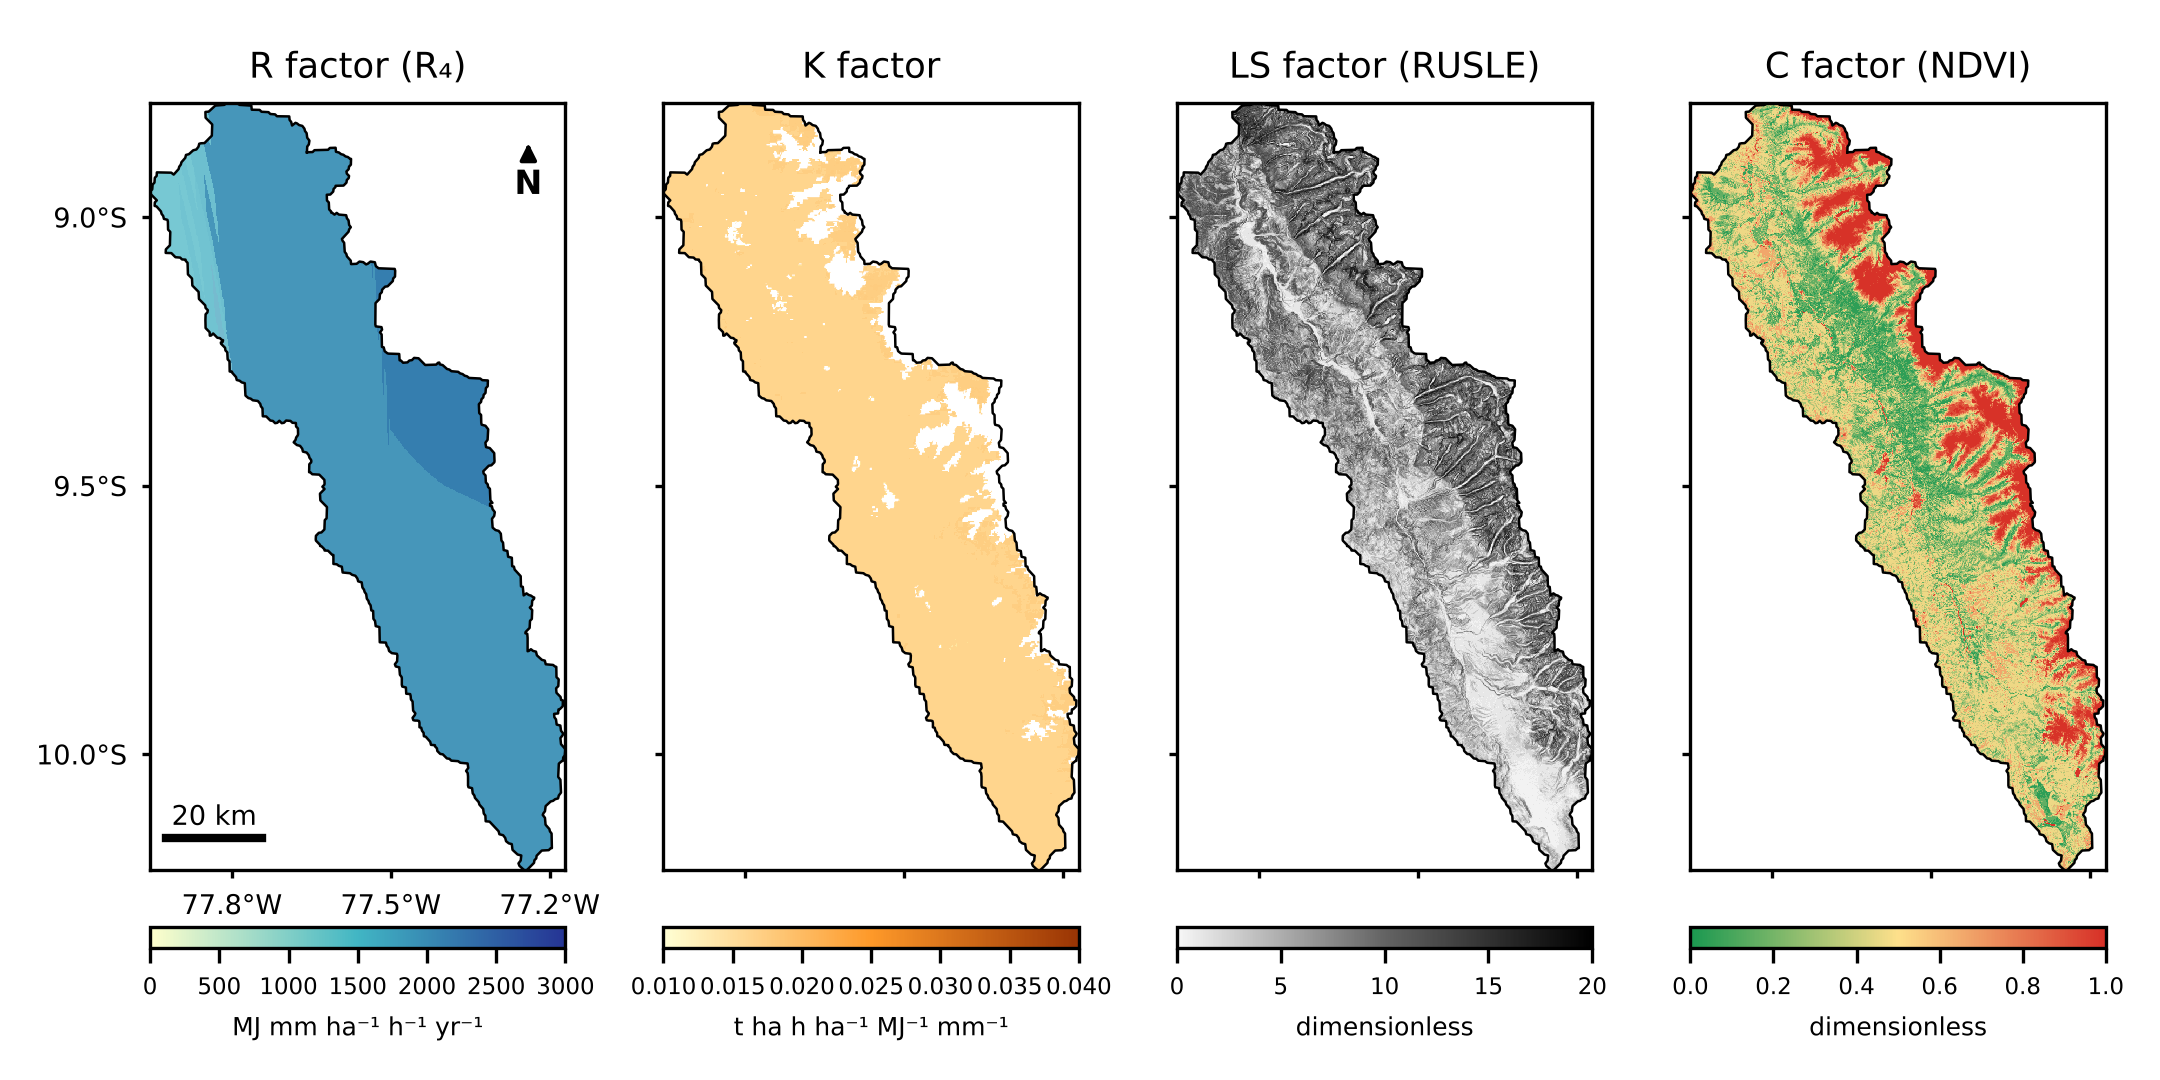 R factor (R₄)
K factor
LS factor (RUSLE)
C factor (NDVI)
N
9.0°S
9.5°S
10.0°S
20 km
77.8°W 77.5°W 77.2°W
0 500 1000 1500 2000 2500 3000
MJ mm ha⁻¹ h⁻¹ yr⁻¹
0.010 0.015 0.020 0.025 0.030 0.035 0.040
t ha h ha⁻¹ MJ⁻¹ mm⁻¹
0 5 10 15 20
dimensionless
0.0 0.2 0.4 0.6 0.8 1.0
dimensionless